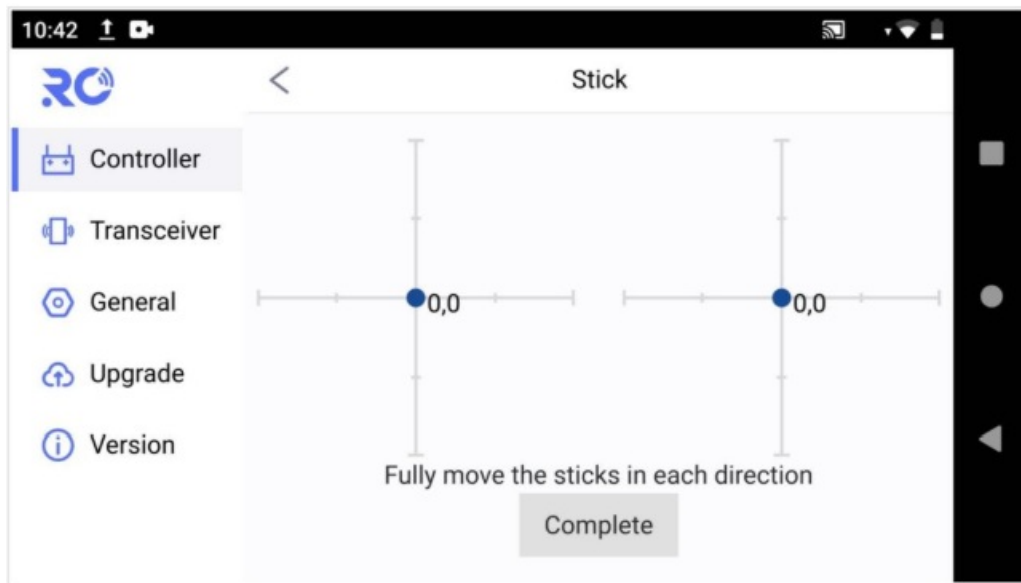 10:42
RC
Stick
Controller
Transceiver
General
Upgrade
Version
0,0
0,0
Fully move the sticks in each direction
Complete